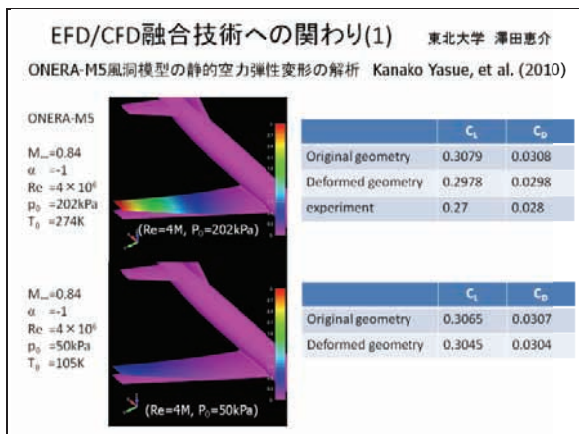 EFD/CFD融合技術への関わり(1) 東北大学 澤田恵介
ONERA-M5風洞模型の静的空力弾性変形の解析 Kanako Yasue, et al. (2010)
ONERA-M5
M∞=0.84
α =-1
Re =4×10⁶
p₀ =202kPa
T₀ =274K
(Re=4M, P₀=202kPa)
C_L C_D
Original geometry 0.3079 0.0308
Deformed geometry 0.2978 0.0298
experiment 0.27 0.028
M∞=0.84
α =-1
Re =4×10⁶
p₀ =50kPa
T₀ =105K
(Re=4M, P₀=50kPa)
C_L C_D
Original geometry 0.3065 0.0307
Deformed geometry 0.3045 0.0304